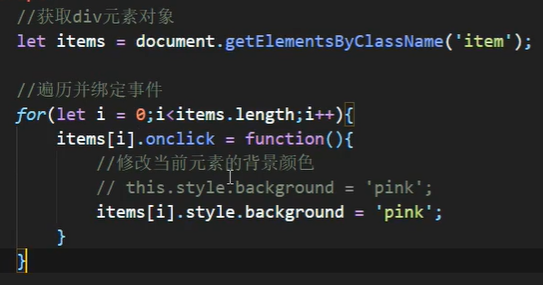 //获取div元素对象
let items = document.getElementsByClassName('item');
//遍历并绑定事件
for(let i = 0;i<items.length;i++){
    items[i].onclick = function(){
        //修改当前元素的背景颜色
        // this.style.background = 'pink';
        items[i].style.background = 'pink';
    }
}